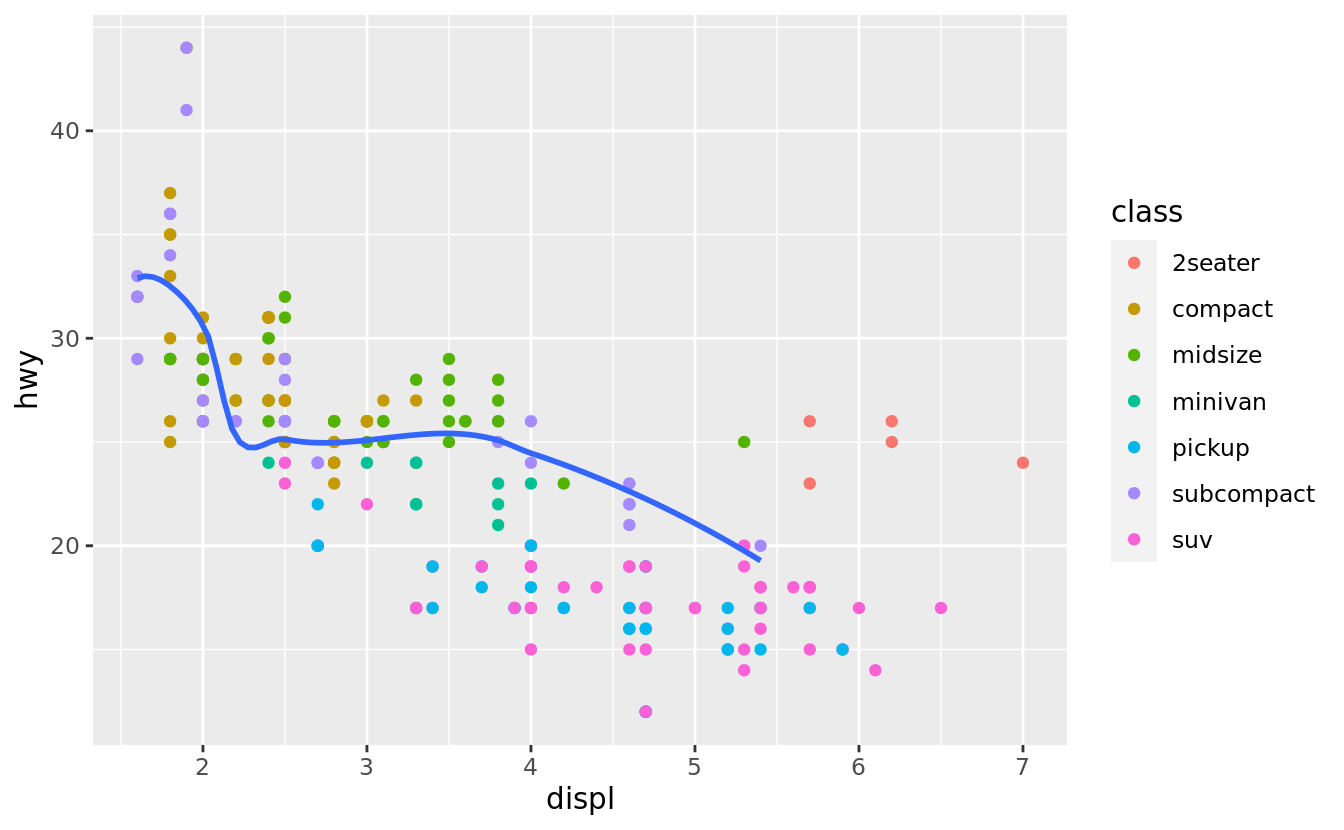 hwy
40
30
20
2 3 4 5 6 7
displ
class
2seater
compact
midsize
minivan
pickup
subcompact
suv